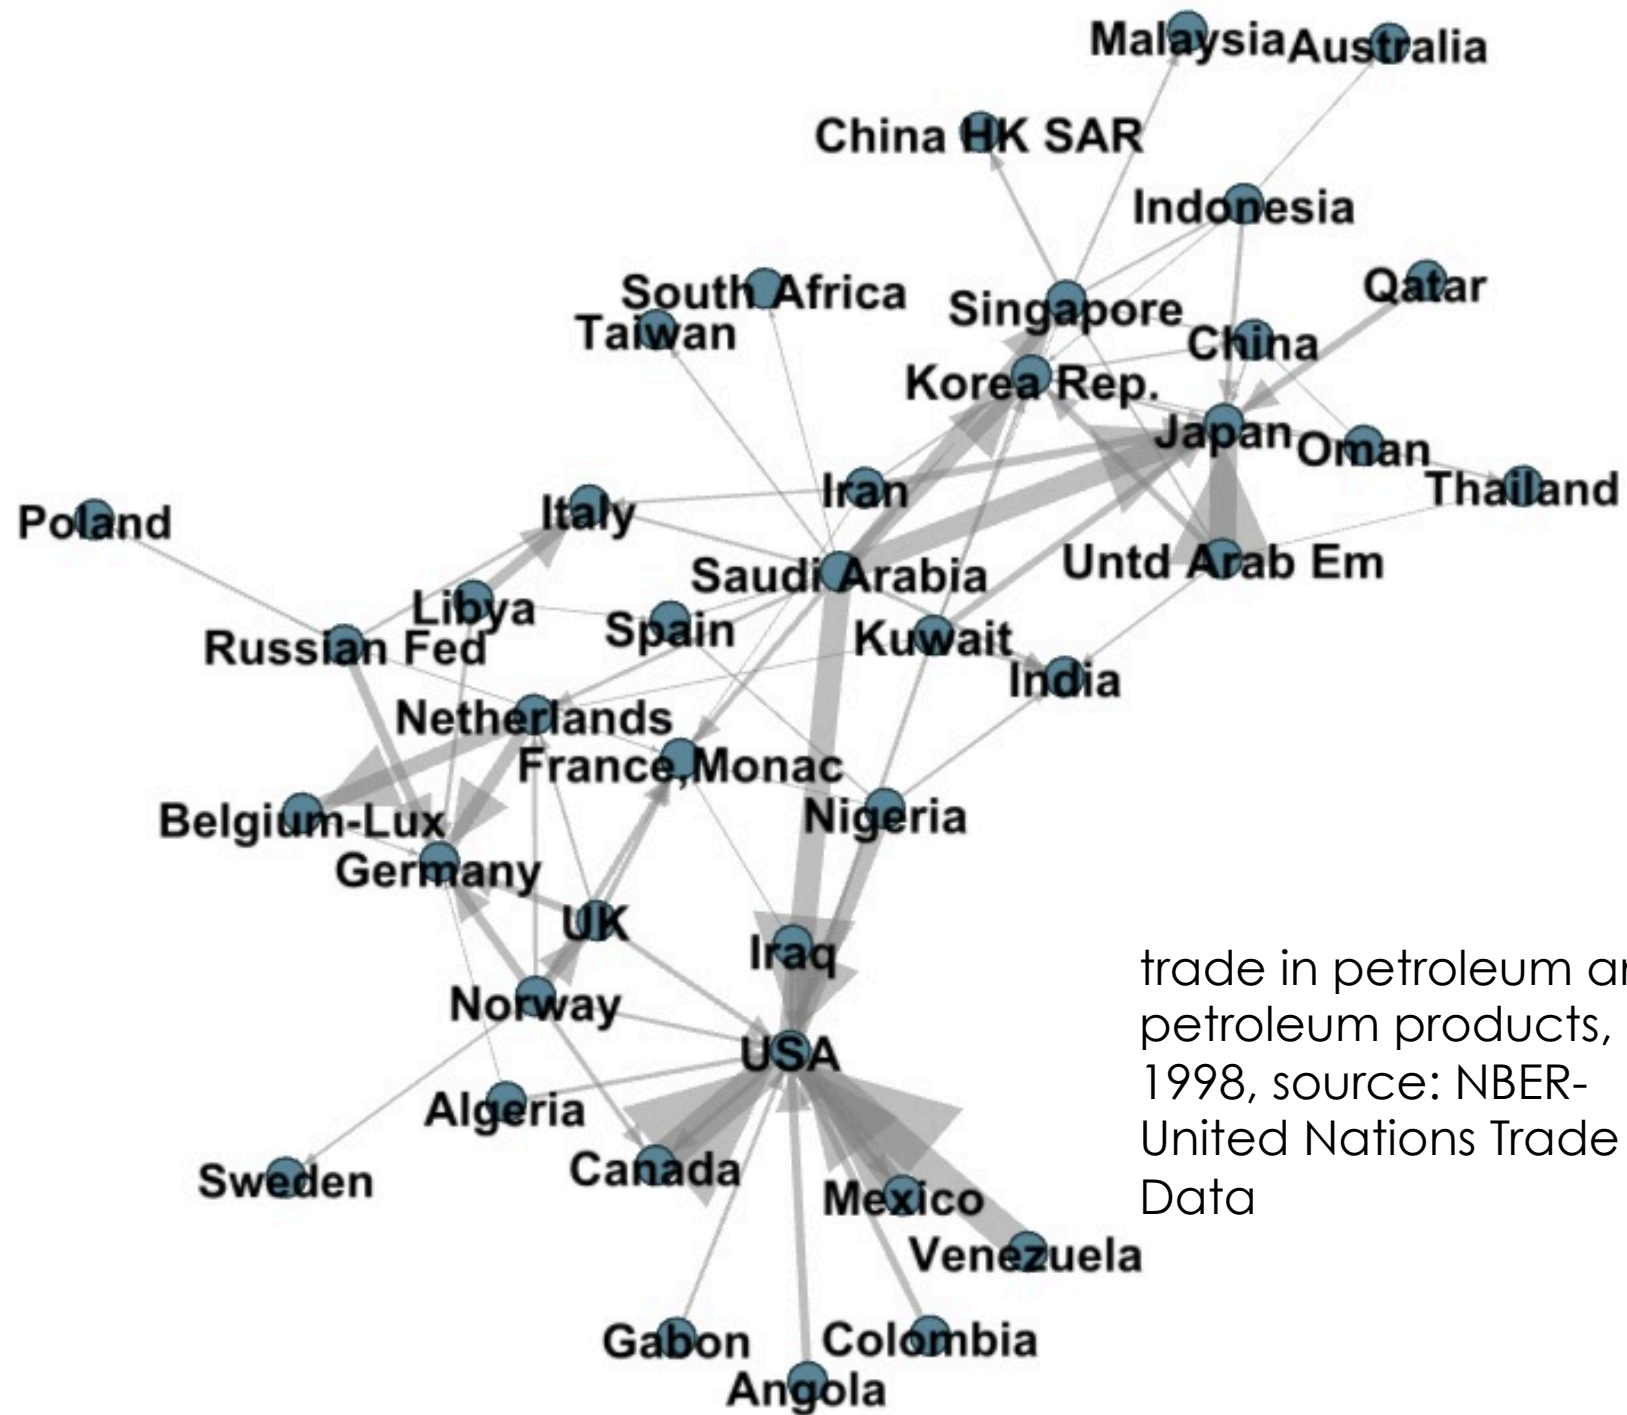 Malaysia Australia
China HK SAR
Indonesia
South Africa
Singapore
Qatar
Taiwan
China
Korea Rep.
Japan
Oman
Iran
Thailand
Italy
Poland
Untd Arab Em
Saudi Arabia
Libya
Spain
Kuwait
Russian Fed
India
Netherlands
France,Monac
Belgium-Lux
Nigeria
Germany
UK
Iraq
Norway
USA
Algeria
Canada
Sweden
Mexico
Venezuela
Gabon
Colombia
Angola
trade in petroleum
petroleum products,
1998, source: NBER-
United Nations Trade
Data